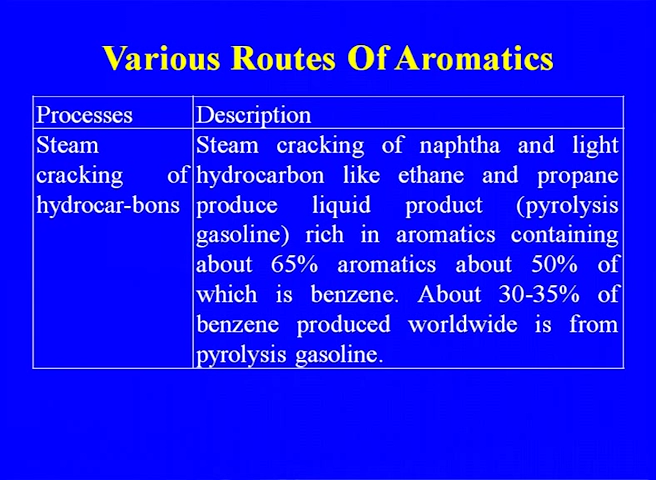 Various Routes Of Aromatics
Processes
Description
Steam
cracking of
hydrocar-bons
Steam cracking of naphtha and light
hydrocarbon like ethane and propane
produce liquid product (pyrolysis
gasoline) rich in aromatics containing
about 65% aromatics about 50% of
which is benzene. About 30-35% of
benzene produced worldwide is from
pyrolysis gasoline.